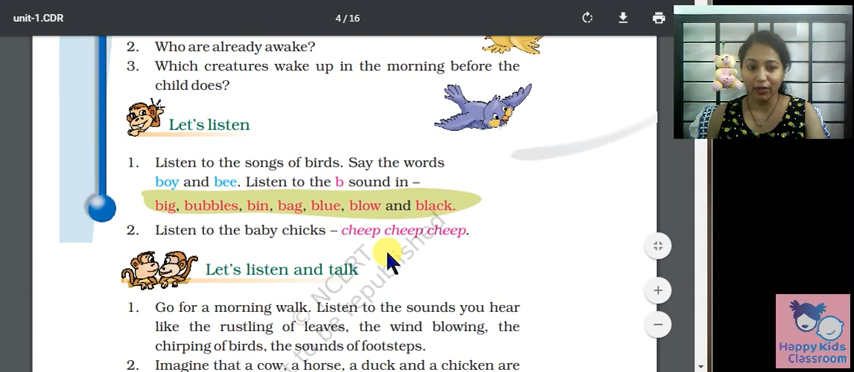 unit-1.CDR
4 / 16
2. Who are already awake?
3. Which creatures wake up in the morning before the
child does?
Let's listen
1. Listen to the songs of birds. Say the words
boy and bee. Listen to the b sound in –
big, bubbles, bin, bag, blue, blow and black.
2. Listen to the baby chicks – cheep cheep cheep.
Let's listen and talk
1. Go for a morning walk. Listen to the sounds you hear
like the rustling of leaves, the wind blowing, the
chirping of birds, the sounds of footsteps.
2. Imagine that a cow, a horse, a duck and a chicken are
© NCERT
to be republished
Happy Kids
Classroom